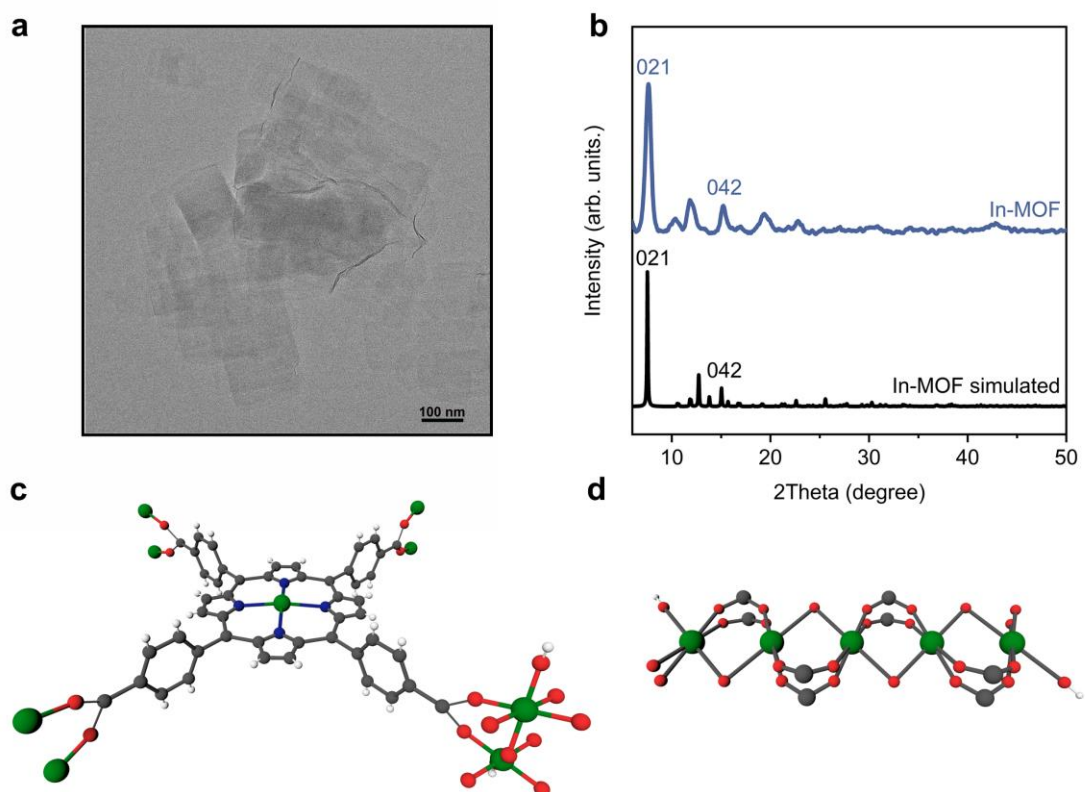 a
100 nm
b
021
042
In-MOF
021
042
In-MOF simulated
Intensity (arb. units.)
10 20 30 40 50
2Theta (degree)
c
d